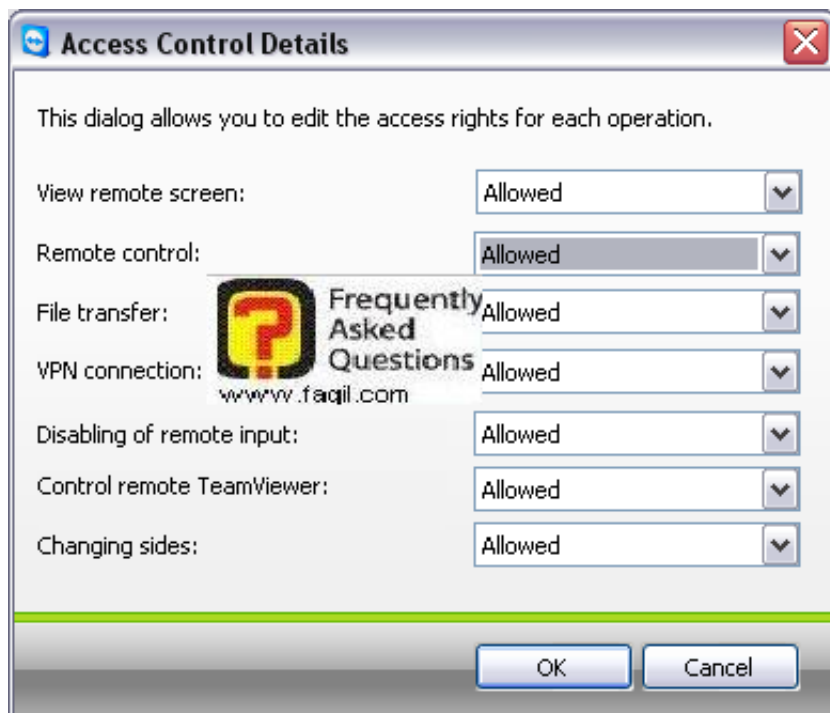 Access Control Details
This dialog allows you to edit the access rights for each operation.
View remote screen: Allowed
Remote control: Allowed
File transfer: Allowed
VPN connection: Allowed
Disabling of remote input: Allowed
Control remote TeamViewer: Allowed
Changing sides: Allowed
Frequently
Asked
Questions
www.faqil.com
OK Cancel